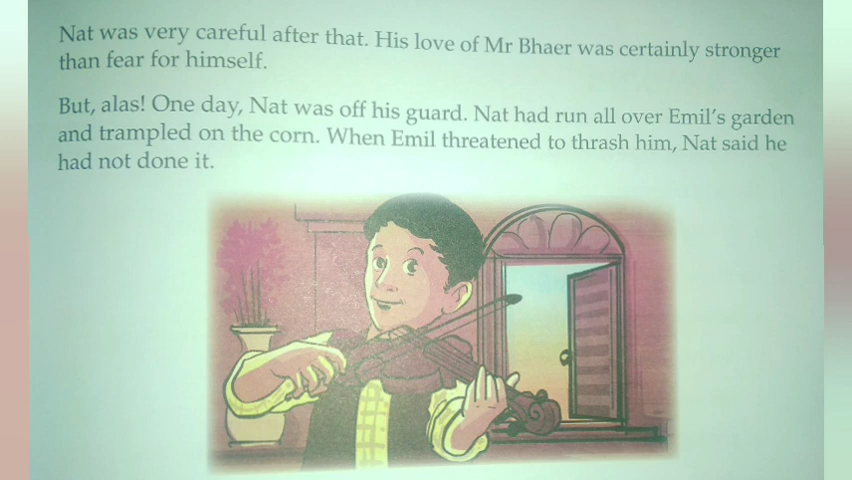 Nat was very careful after that. His love of Mr Bhaer was certainly stronger
than fear for himself.
But, alas! One day, Nat was off his guard. Nat had run all over Emil's garden
and trampled on the corn. When Emil threatened to thrash him, Nat said he
had not done it.